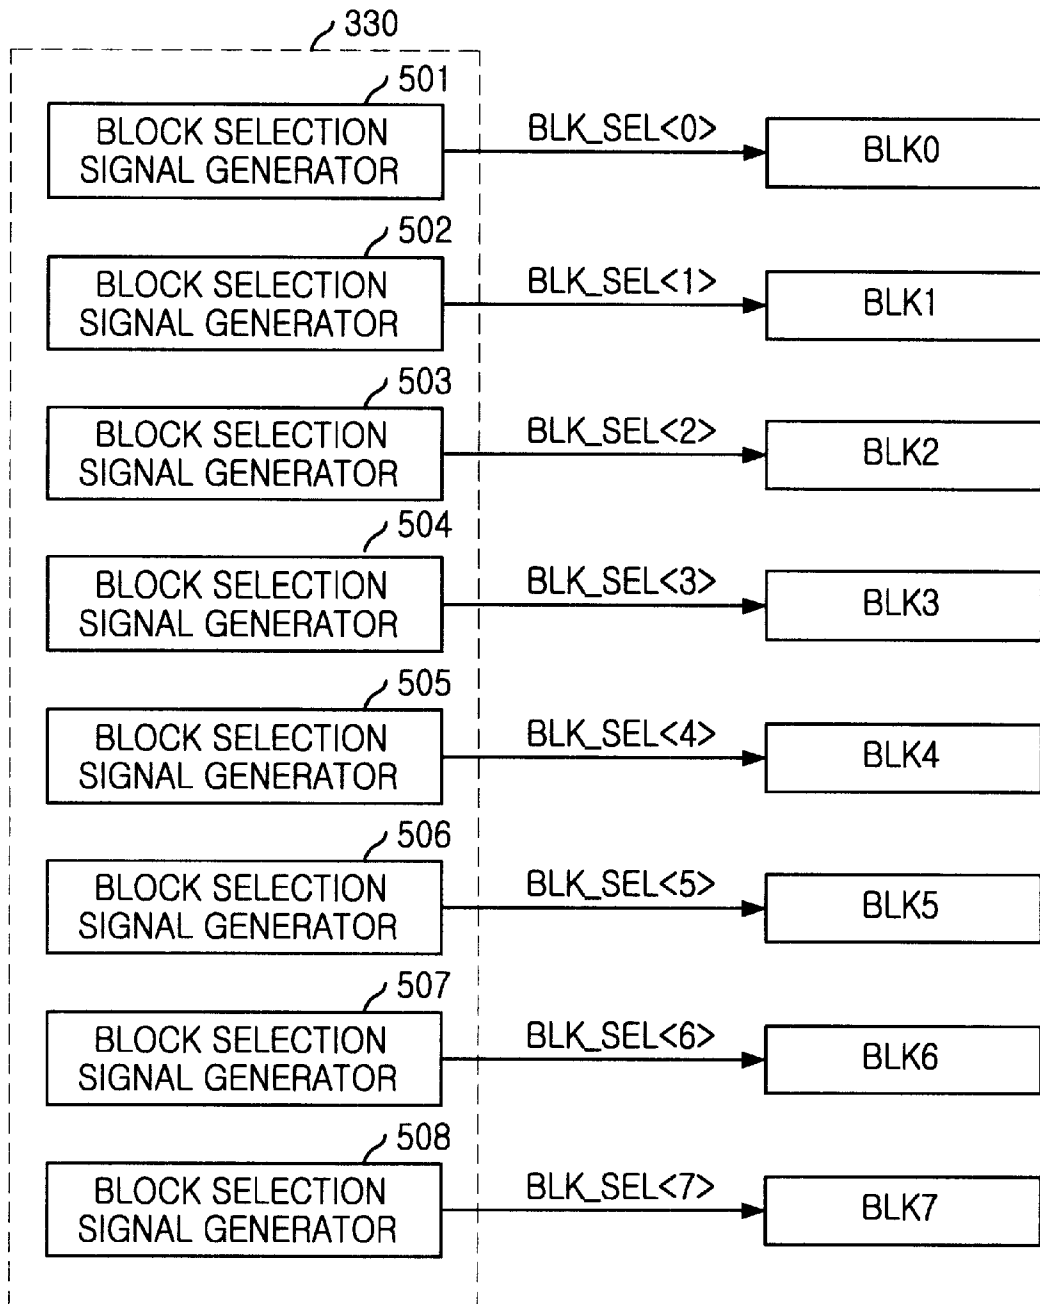 330
501
BLOCK SELECTION
SIGNAL GENERATOR
BLK_SEL<0>
BLK0
502
BLOCK SELECTION
SIGNAL GENERATOR
BLK_SEL<1>
BLK1
503
BLOCK SELECTION
SIGNAL GENERATOR
BLK_SEL<2>
BLK2
504
BLOCK SELECTION
SIGNAL GENERATOR
BLK_SEL<3>
BLK3
505
BLOCK SELECTION
SIGNAL GENERATOR
BLK_SEL<4>
BLK4
506
BLOCK SELECTION
SIGNAL GENERATOR
BLK_SEL<5>
BLK5
507
BLOCK SELECTION
SIGNAL GENERATOR
BLK_SEL<6>
BLK6
508
BLOCK SELECTION
SIGNAL GENERATOR
BLK_SEL<7>
BLK7